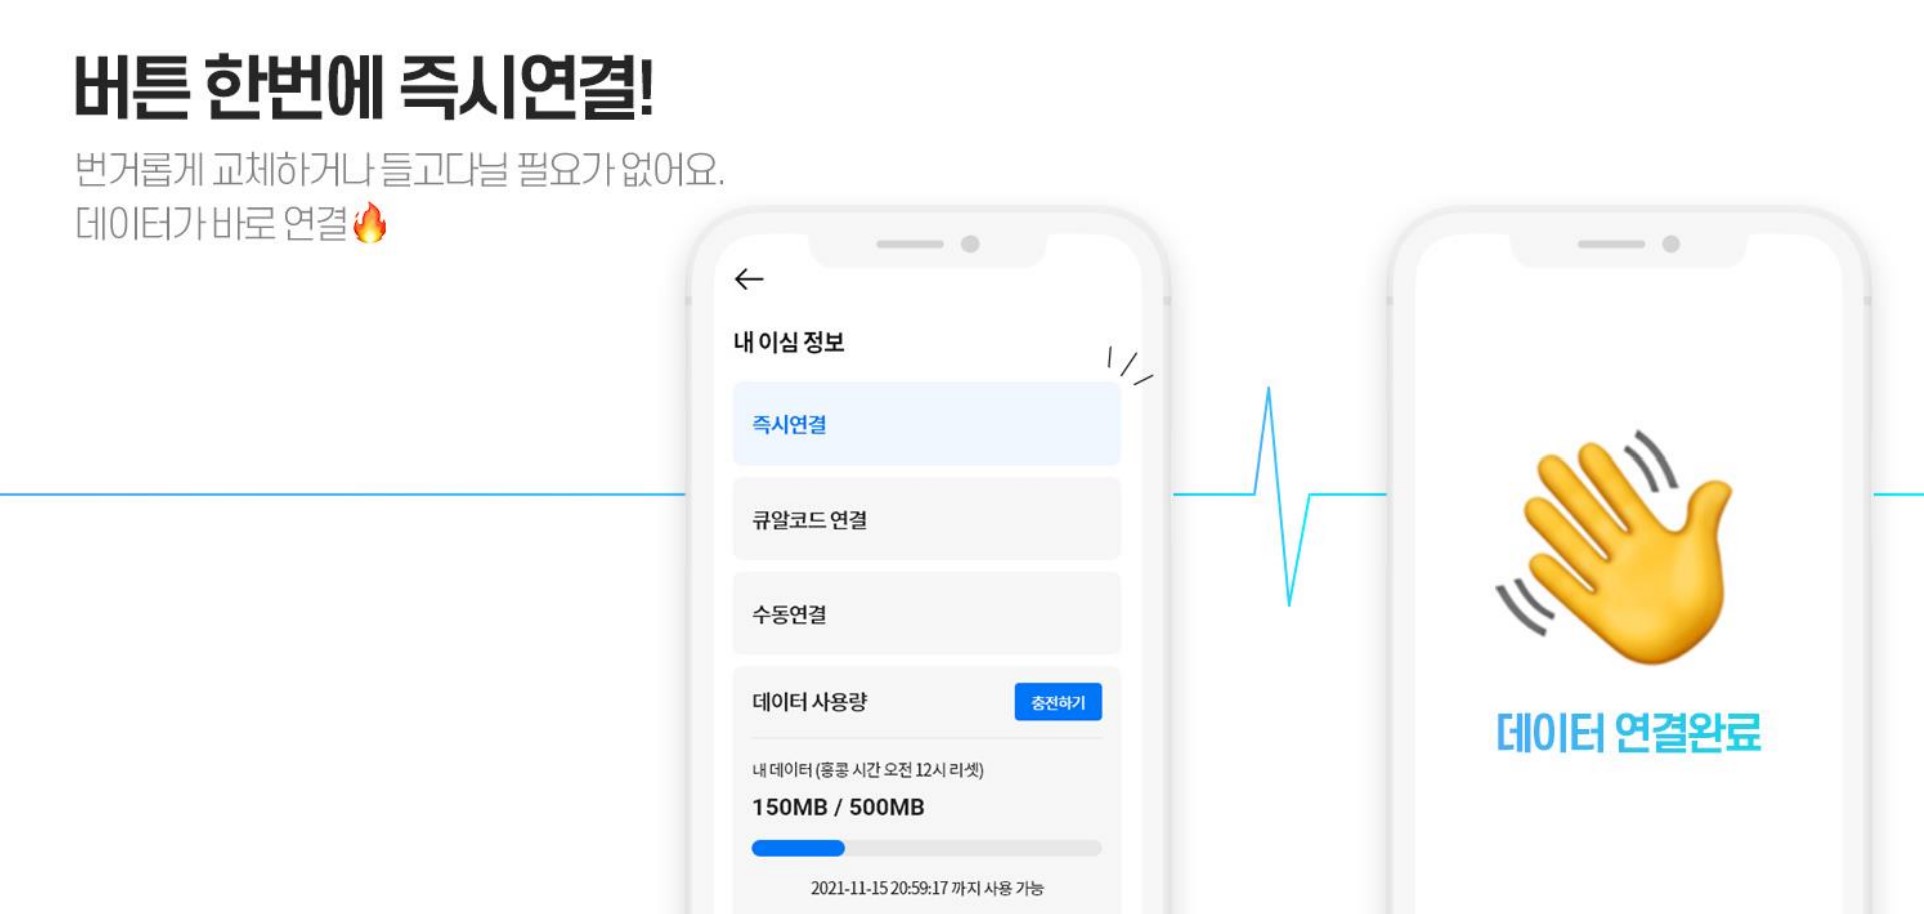 버튼 한번에 즉시연결!
번거롭게 교체하거나 들고다닐 필요가 없어요.
데이터가 바로 연결🔥
내 이심 정보
즉시연결
큐알코드 연결
수동연결
데이터 사용량
충전하기
내 데이터 (홍콩 시간 오전 12시 리셋)
150MB / 500MB
2021-11-15 20:59:17 까지 사용 가능
데이터 연결완료